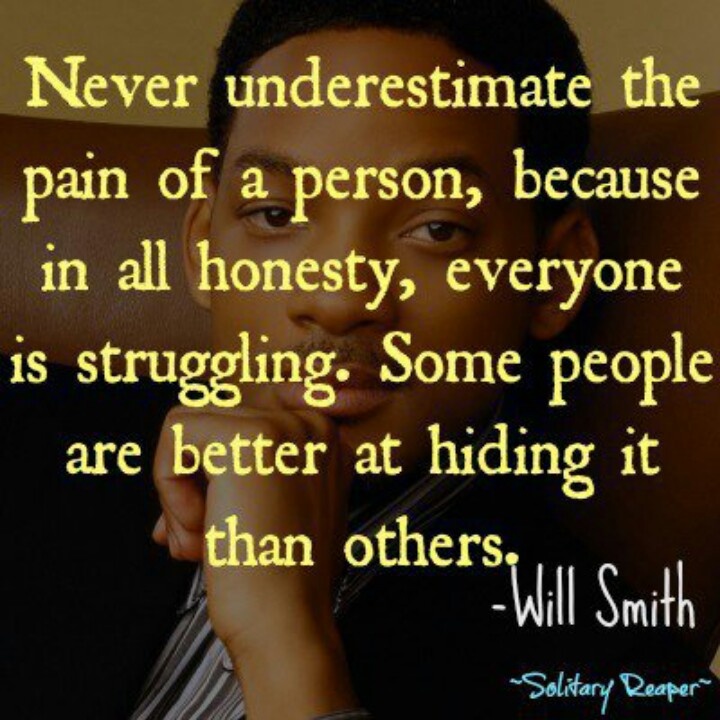 Never underestimate the
pain of a person, because
in all honesty, everyone
is struggling. Some people
are better at hiding it
than others.
-Will Smith
~Solitary Reaper~